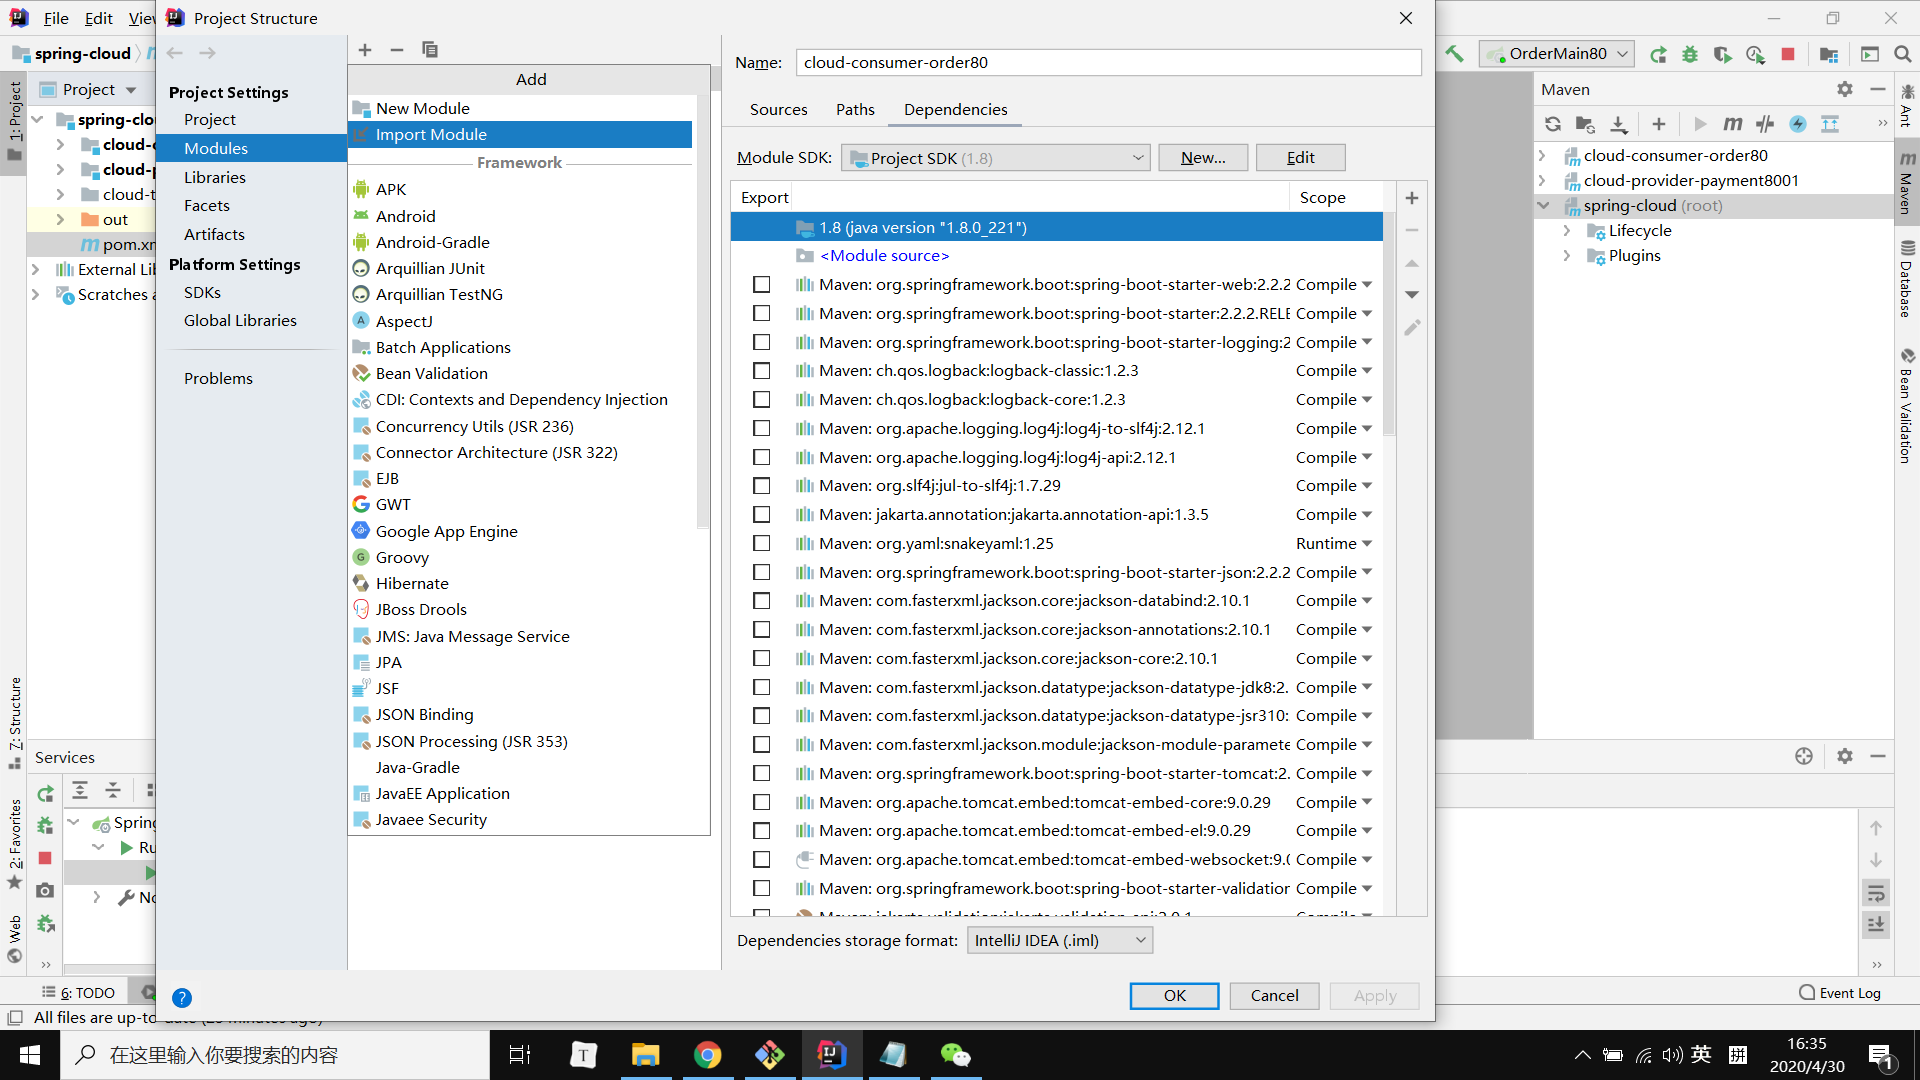 File Edit View
Project Structure
spring-cloud
OrderMain80
Project
spring-clo
cloud-c
cloud-p
cloud-t
out
pom.xm
External Lib
Scratches a
1: Project
7: Structure
2: Favorites
Web
Project Settings
Project
Modules
Libraries
Facets
Artifacts
Platform Settings
SDKs
Global Libraries
Problems
Add
New Module
Import Module
Framework
APK
Android
Android-Gradle
Arquillian JUnit
Arquillian TestNG
AspectJ
Batch Applications
Bean Validation
CDI: Contexts and Dependency Injection
Concurrency Utils (JSR 236)
Connector Architecture (JSR 322)
EJB
GWT
Google App Engine
Groovy
Hibernate
JBoss Drools
JMS: Java Message Service
JPA
JSF
JSON Binding
JSON Processing (JSR 353)
Java-Gradle
JavaEE Application
Javaee Security
Name: cloud-consumer-order80
Sources Paths Dependencies
Module SDK: Project SDK (1.8) New... Edit
Export Scope
1.8 (java version "1.8.0_221")
<Module source>
Maven: org.springframework.boot:spring-boot-starter-web:2.2.2 Compile
Maven: org.springframework.boot:spring-boot-starter:2.2.2.RELE Compile
Maven: org.springframework.boot:spring-boot-starter-logging:2 Compile
Maven: ch.qos.logback:logback-classic:1.2.3 Compile
Maven: ch.qos.logback:logback-core:1.2.3 Compile
Maven: org.apache.logging.log4j:log4j-to-slf4j:2.12.1 Compile
Maven: org.apache.logging.log4j:log4j-api:2.12.1 Compile
Maven: org.slf4j:jul-to-slf4j:1.7.29 Compile
Maven: jakarta.annotation:jakarta.annotation-api:1.3.5 Compile
Maven: org.yaml:snakeyaml:1.25 Runtime
Maven: org.springframework.boot:spring-boot-starter-json:2.2.2 Compile
Maven: com.fasterxml.jackson.core:jackson-databind:2.10.1 Compile
Maven: com.fasterxml.jackson.core:jackson-annotations:2.10.1 Compile
Maven: com.fasterxml.jackson.core:jackson-core:2.10.1 Compile
Maven: com.fasterxml.jackson.datatype:jackson-datatype-jdk8:2. Compile
Maven: com.fasterxml.jackson.datatype:jackson-datatype-jsr310: Compile
Maven: com.fasterxml.jackson.module:jackson-module-paramete Compile
Maven: org.springframework.boot:spring-boot-starter-tomcat:2. Compile
Maven: org.apache.tomcat.embed:tomcat-embed-core:9.0.29 Compile
Maven: org.apache.tomcat.embed:tomcat-embed-el:9.0.29 Compile
Maven: org.apache.tomcat.embed:tomcat-embed-websocket:9.0 Compile
Maven: org.springframework.boot:spring-boot-starter-validation Compile
Maven: jakarta.validation:jakarta.validation-api:2.0.1 Compile
Dependencies storage format: IntelliJ IDEA (.iml)
OK Cancel Apply
Maven
cloud-consumer-order80
cloud-provider-payment8001
spring-cloud (root)
Lifecycle
Plugins
Ant
Maven
Database
Bean Validation
Services
Spring
Ru
No
6: TODO
Event Log
All files are up-to-date (20 minutes ago)
在这里输入你要搜索的内容
英
拼
16:35
2020/4/30
1